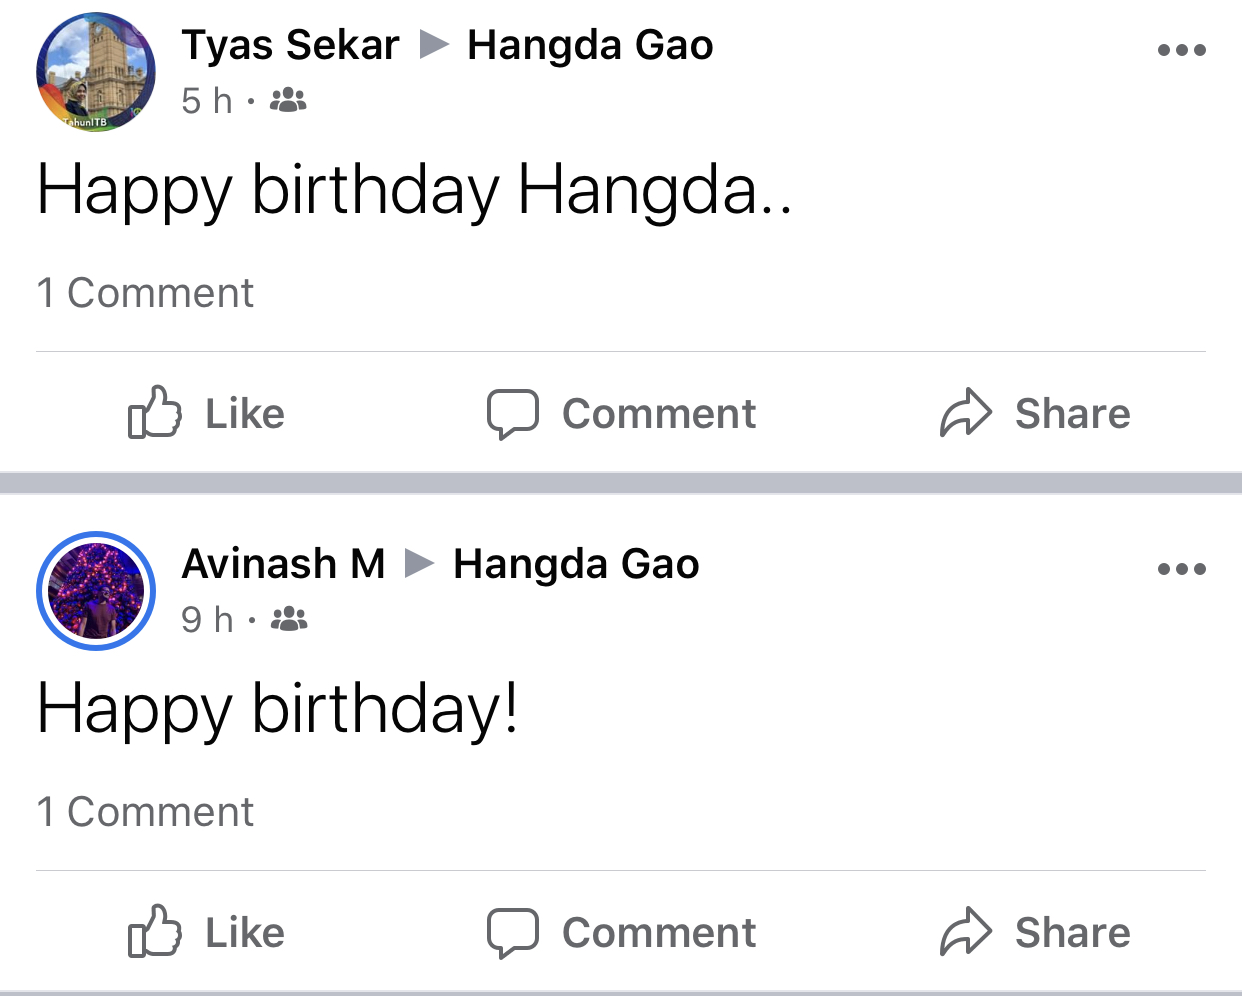 Tyas Sekar ▶ Hangda Gao
5 h ·
TahunITB
Happy birthday Hangda..
1 Comment
Like Comment Share
Avinash M ▶ Hangda Gao
9 h ·
Happy birthday!
1 Comment
Like Comment Share